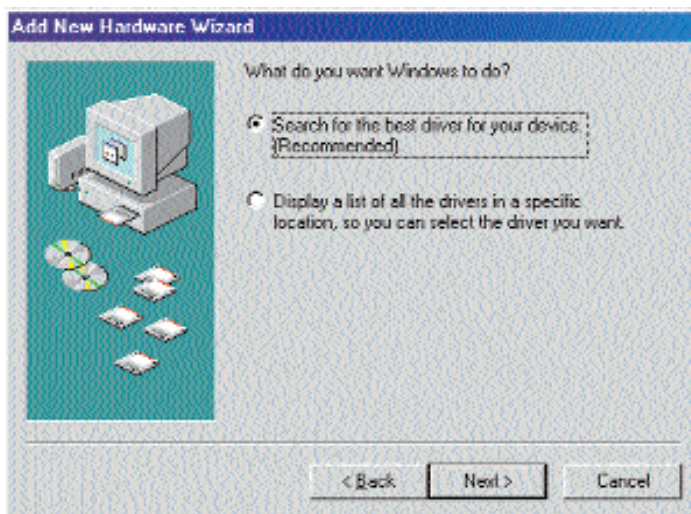 Add New Hardware Wizard
What do you want Windows to do?
Search for the best driver for your device.
(Recommended).
Display a list of all the drivers in a specific
location, so you can select the driver you want.
< Back
Next >
Cancel